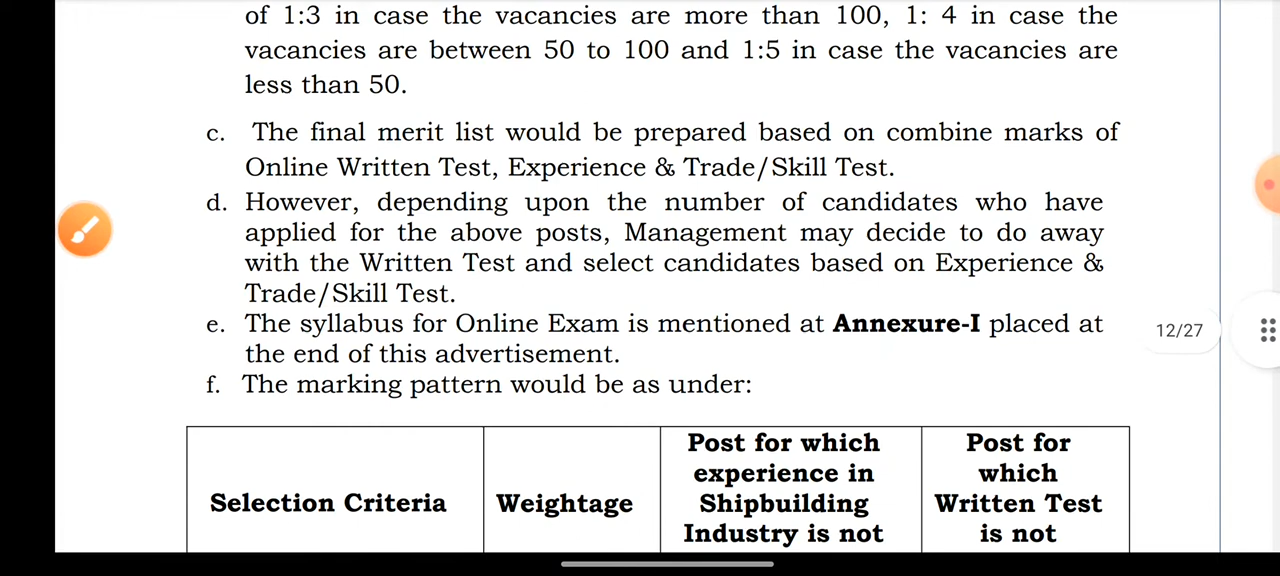 of 1:3 in case the vacancies are more than 100, 1: 4 in case the
vacancies are between 50 to 100 and 1:5 in case the vacancies are
less than 50.
c. The final merit list would be prepared based on combine marks of
Online Written Test, Experience & Trade/Skill Test.
d. However, depending upon the number of candidates who have
applied for the above posts, Management may decide to do away
with the Written Test and select candidates based on Experience &
Trade/Skill Test.
e. The syllabus for Online Exam is mentioned at Annexure-I placed at
the end of this advertisement.
12/27
f. The marking pattern would be as under:
Selection Criteria
Weightage
Post for which
experience in
Shipbuilding
Industry is not
Post for
which
Written Test
is not